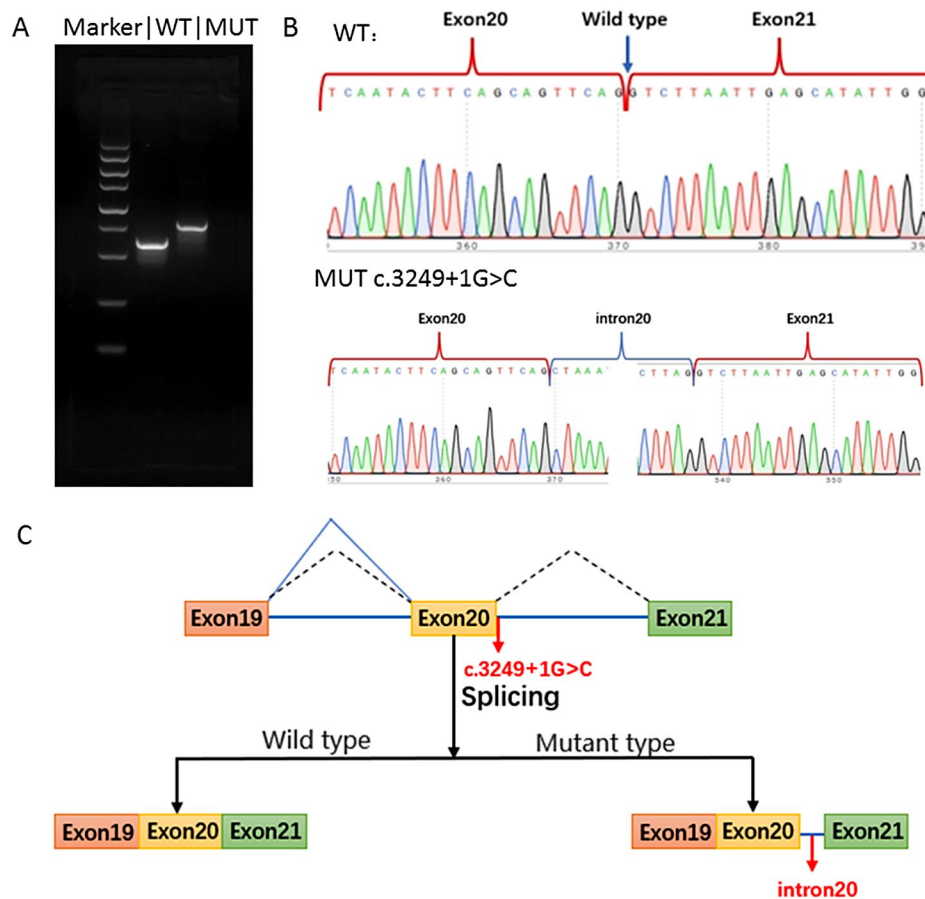 A
Marker|WT|MUT
B
WT:
Exon20
Wild type
Exon21
TCAATACTTCAGCAGTTCAGGTCTTAATTGAGCATATTGG
360
370
380
39
MUT c.3249+1G>C
Exon20
intron20
Exon21
TCAATACTTCAGCAGTTCAGCTAAA
CTTAGGTCTTAATTGAGCATATTGG
50
360
370
540
550
C
Exon19
Exon20
Exon21
c.3249+1G>C
Splicing
Wild type
Mutant type
Exon19
Exon20
Exon21
Exon19
Exon20
Exon21
intron20